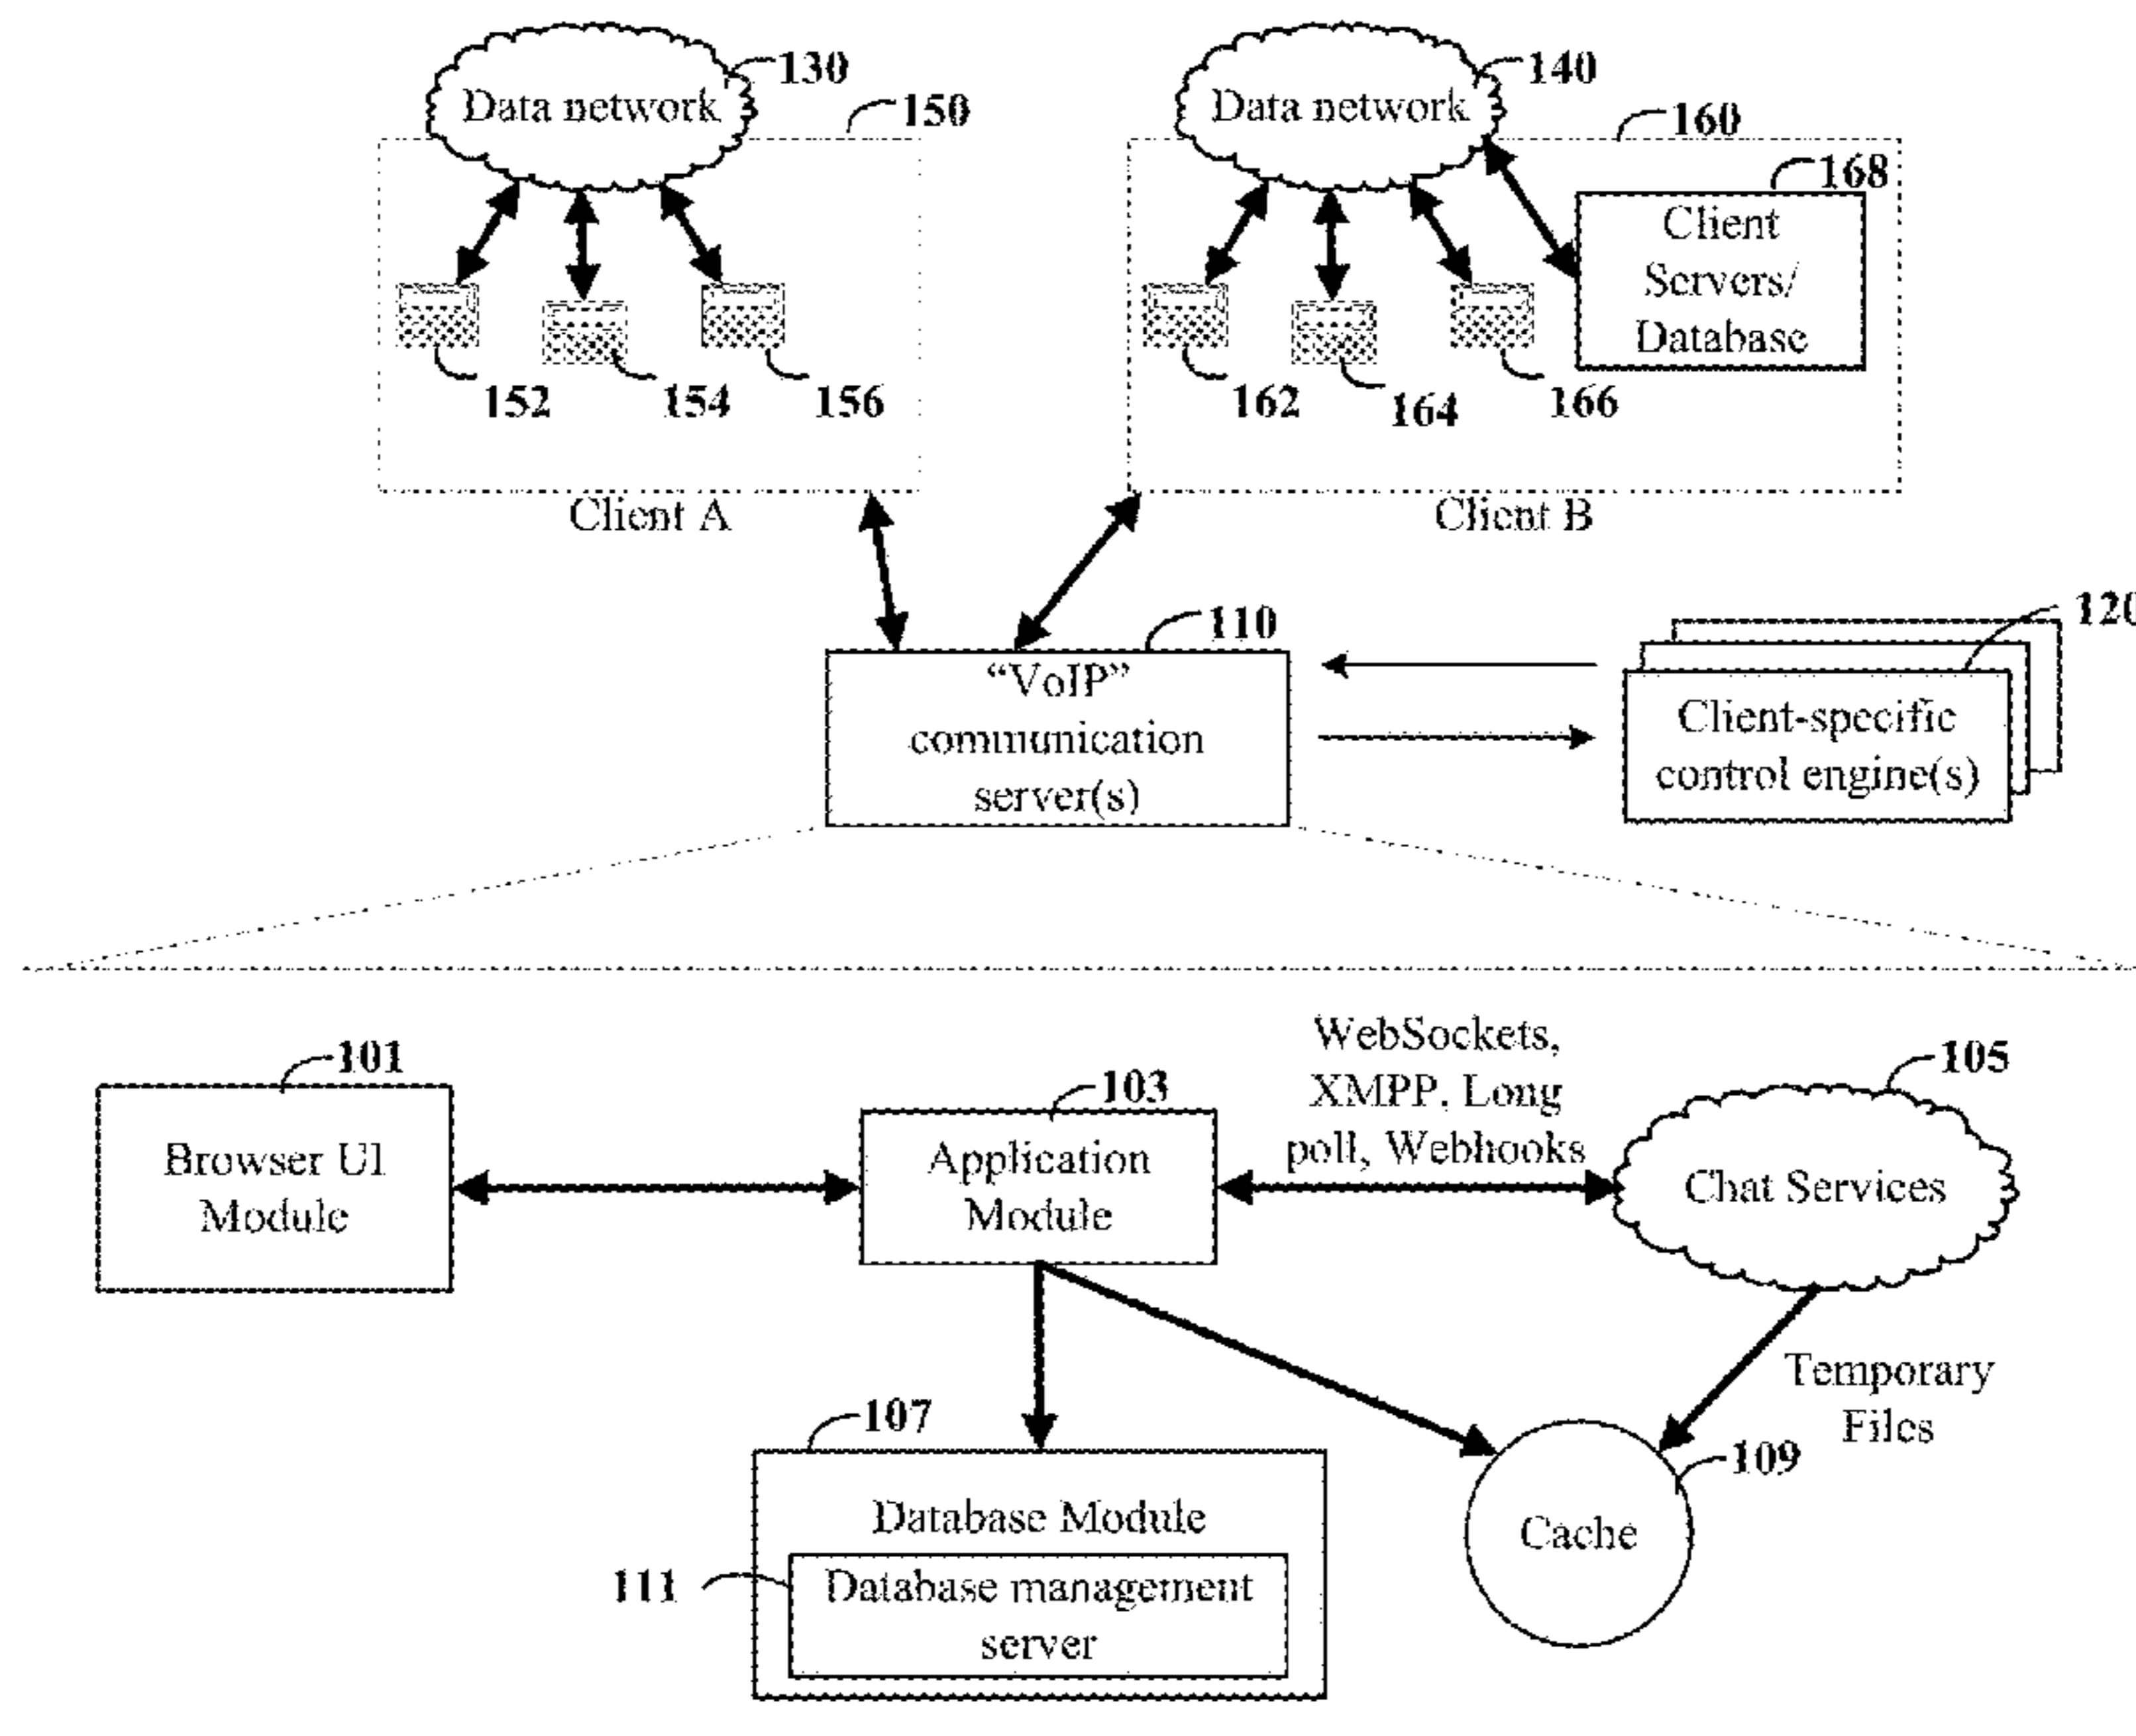 130
Data network
150
140
Data network
160
168
Client
Servers/
Database
152
154
156
162
164
166
Client A
Client B
110
120
“VoIP”
communication
server(s)
Client-specific
control engine(s)
WebSockets,
XMPP, Long
poll, Webhooks
101
103
105
Browser UI
Module
Application
Module
Chat Services
Temporary
Files
107
109
Database Module
Cache
111
Database management
server